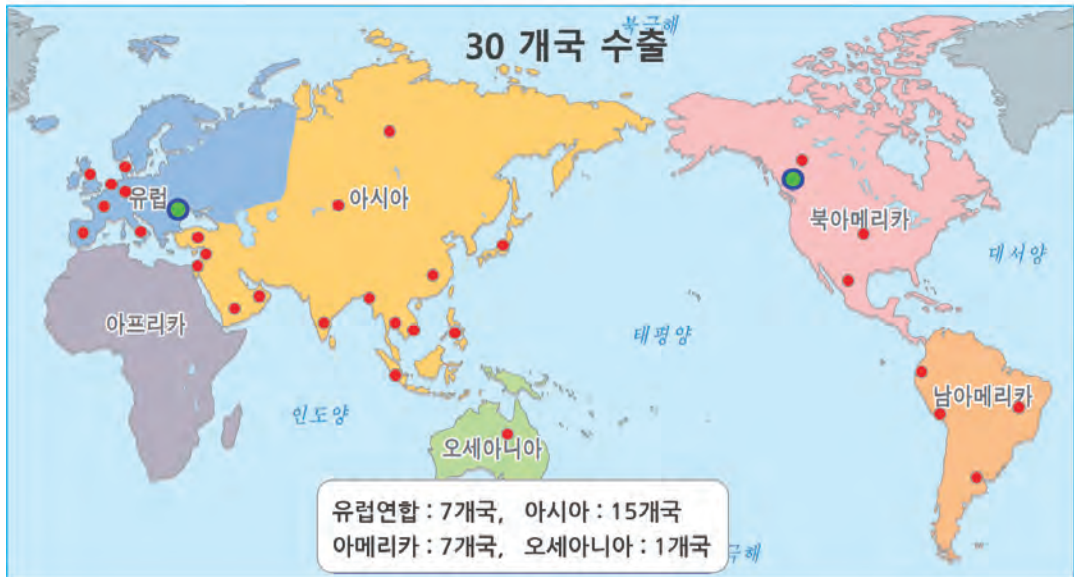 북극해
30 개국 수출
유럽
아시아
북아메리카
대서양
아프리카
태평양
남아메리카
인도양
오세아니아
유럽연합 : 7개국, 아시아 : 15개국
아메리카 : 7개국, 오세아니아 : 1개국
극해